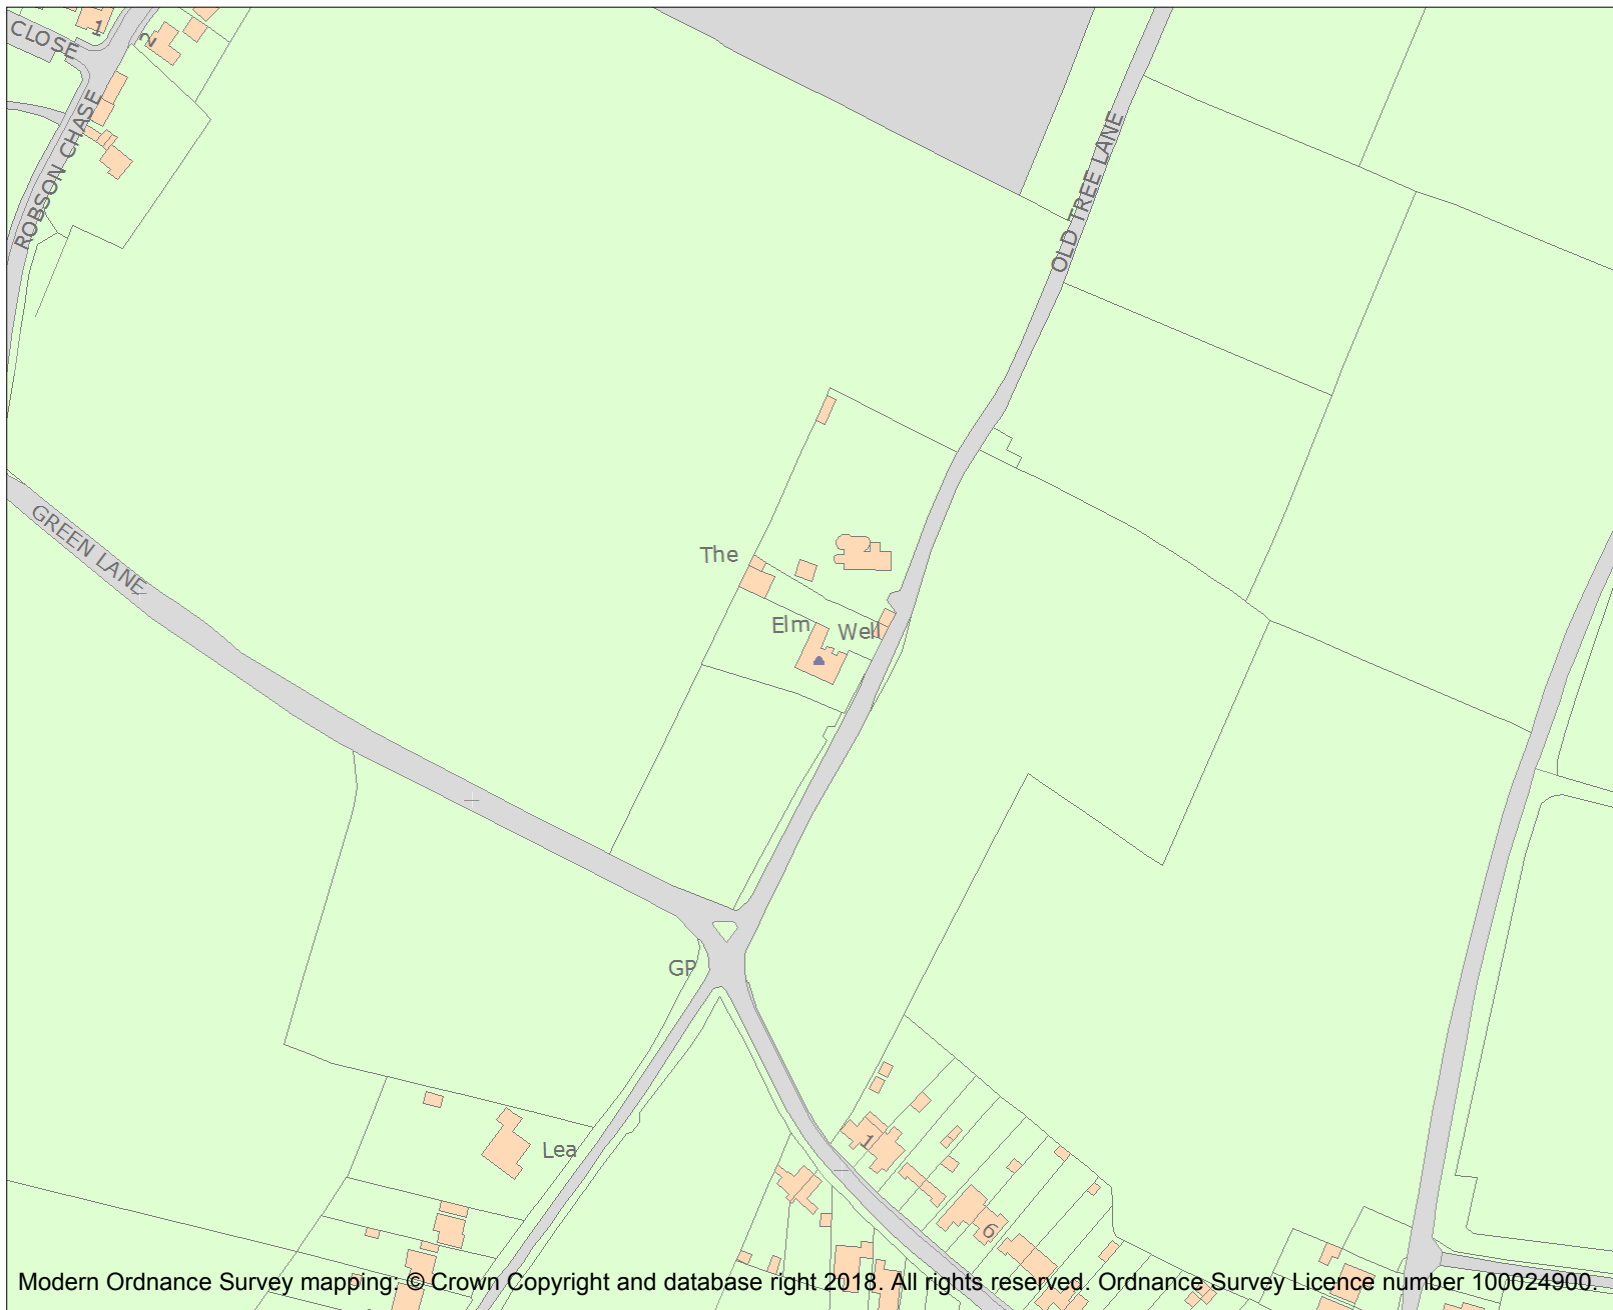 CLOSE
1
2
ROBSON CHASE
OLD TREE LANE
GREEN LANE
The
Elm
Well
GP
Lea
1
6
Modern Ordnance Survey mapping: © Crown Copyright and database right 2018. All rights reserved. Ordnance Survey Licence number 100024900.